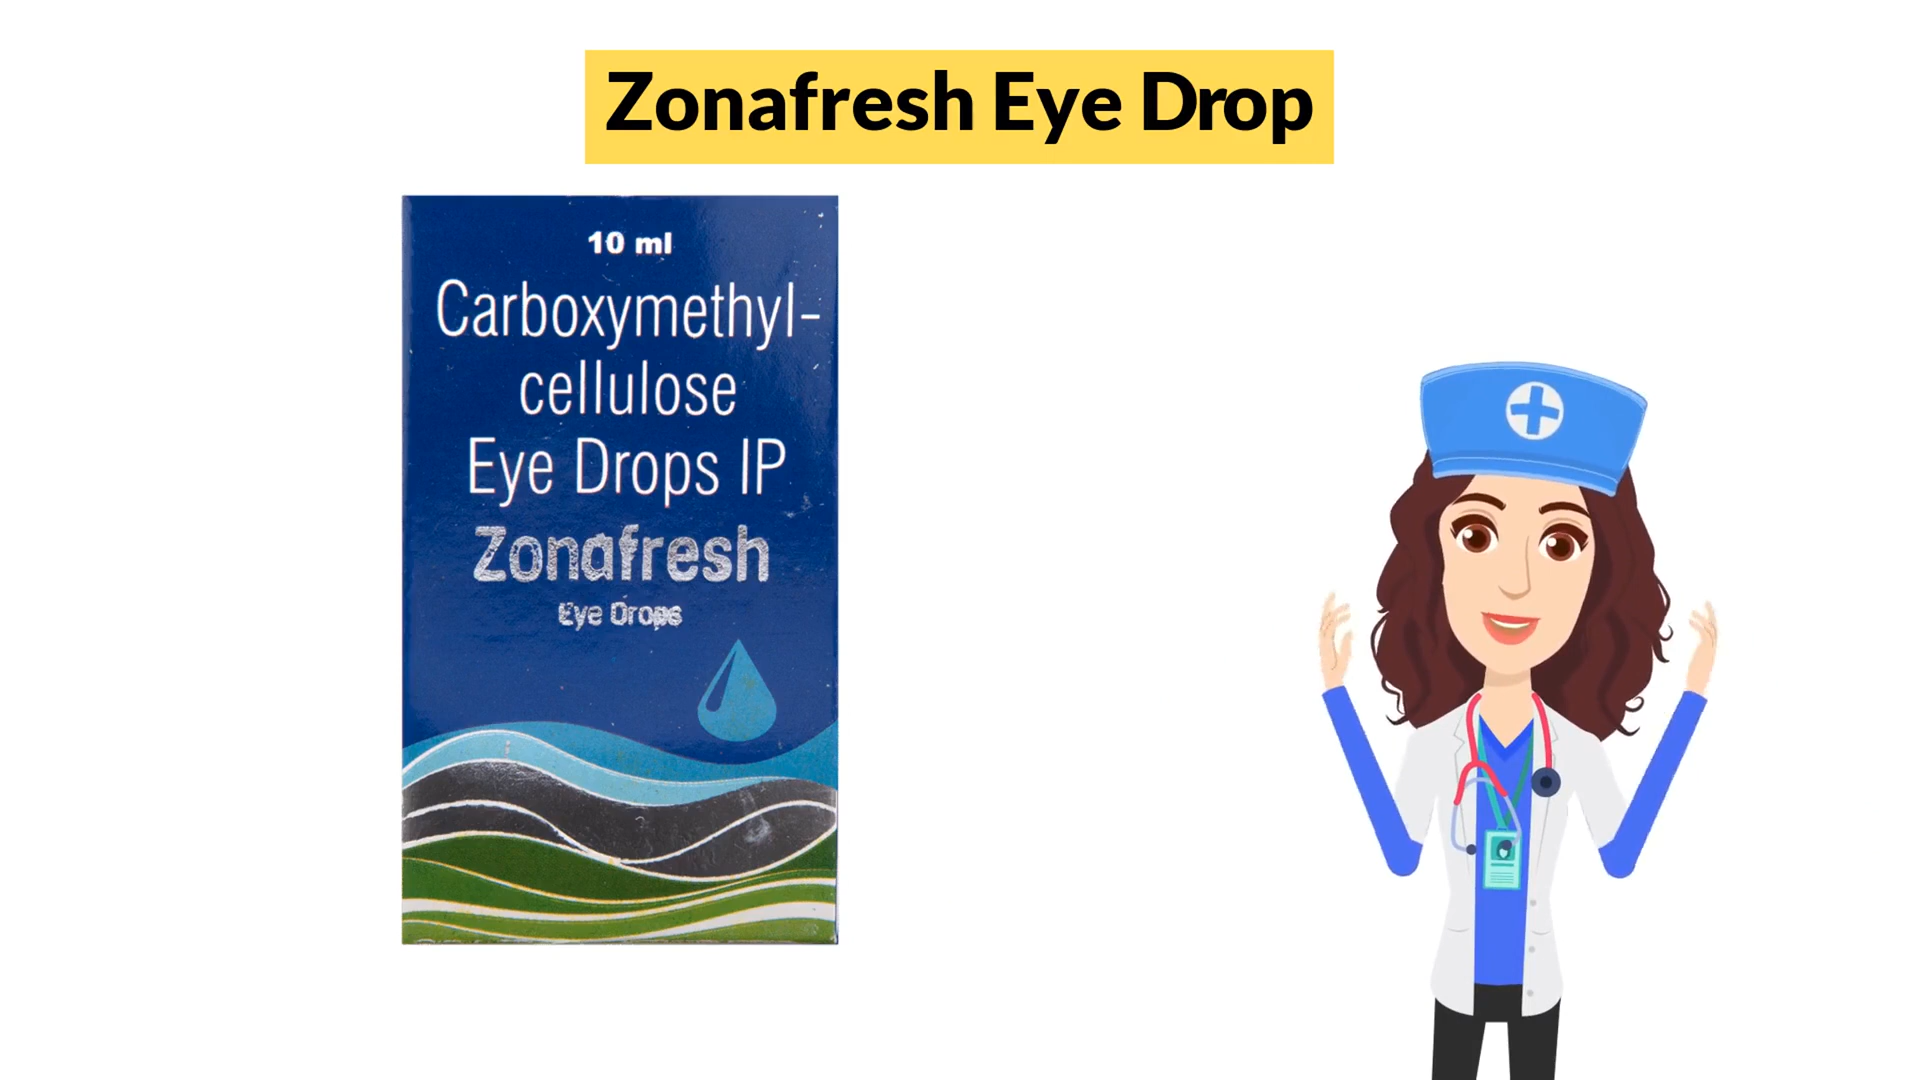 Zonafresh Eye Drop
10 ml
Carboxymethyl-
cellulose
Eye Drops IP
Zonafresh
Eye Drops